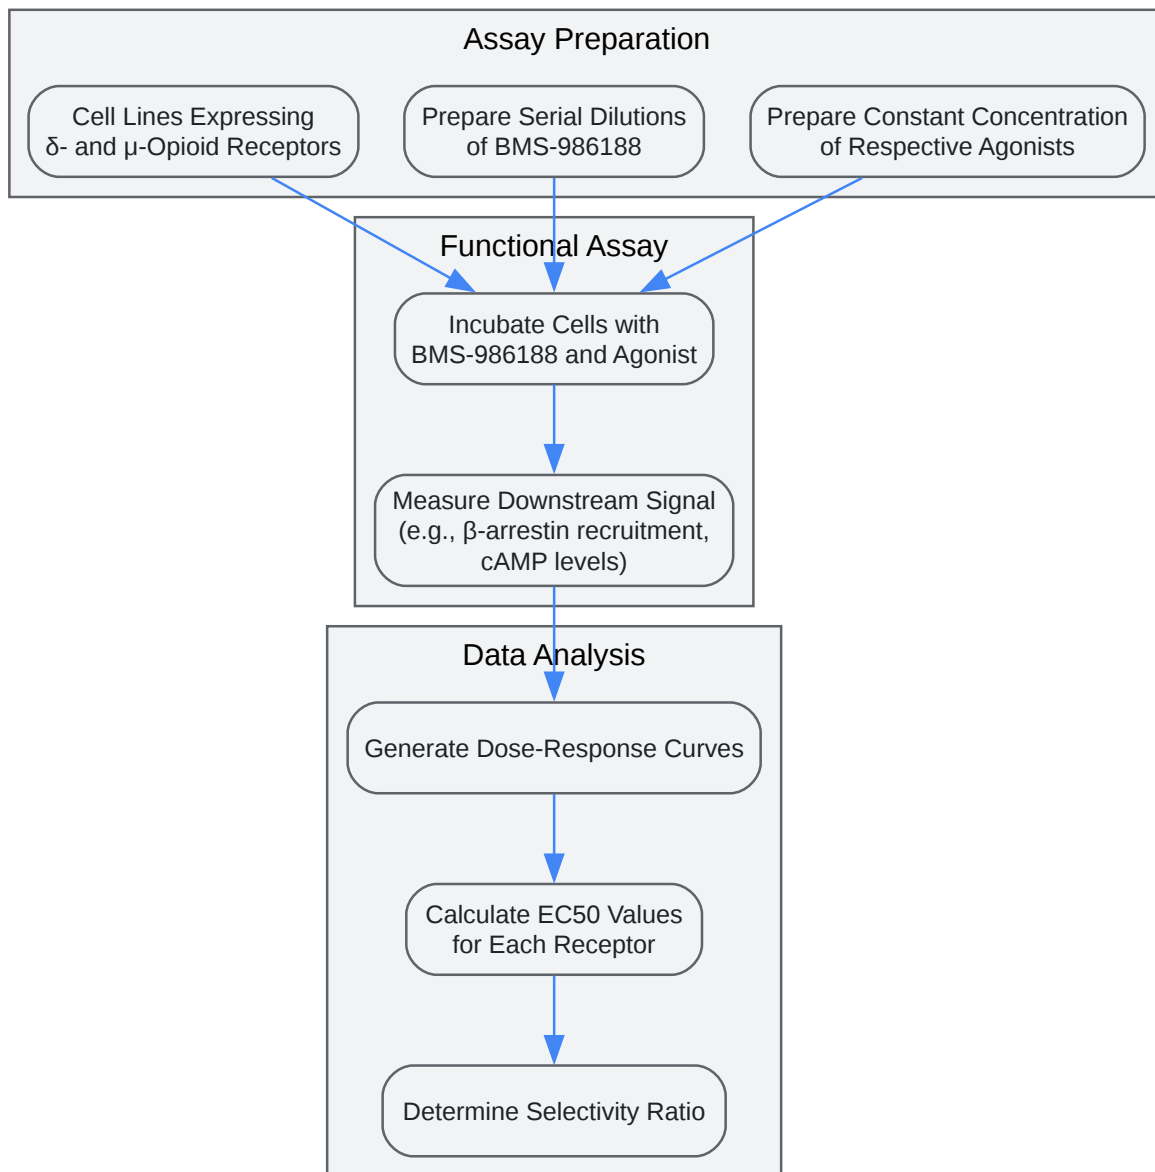 Assay Preparation
Cell Lines Expressing
δ- and μ-Opioid Receptors
Prepare Serial Dilutions
of BMS-986188
Prepare Constant Concentration
of Respective Agonists
Functional Assay
Incubate Cells with
BMS-986188 and Agonist
Measure Downstream Signal
(e.g., β-arrestin recruitment,
cAMP levels)
Data Analysis
Generate Dose-Response Curves
Calculate EC50 Values
for Each Receptor
Determine Selectivity Ratio